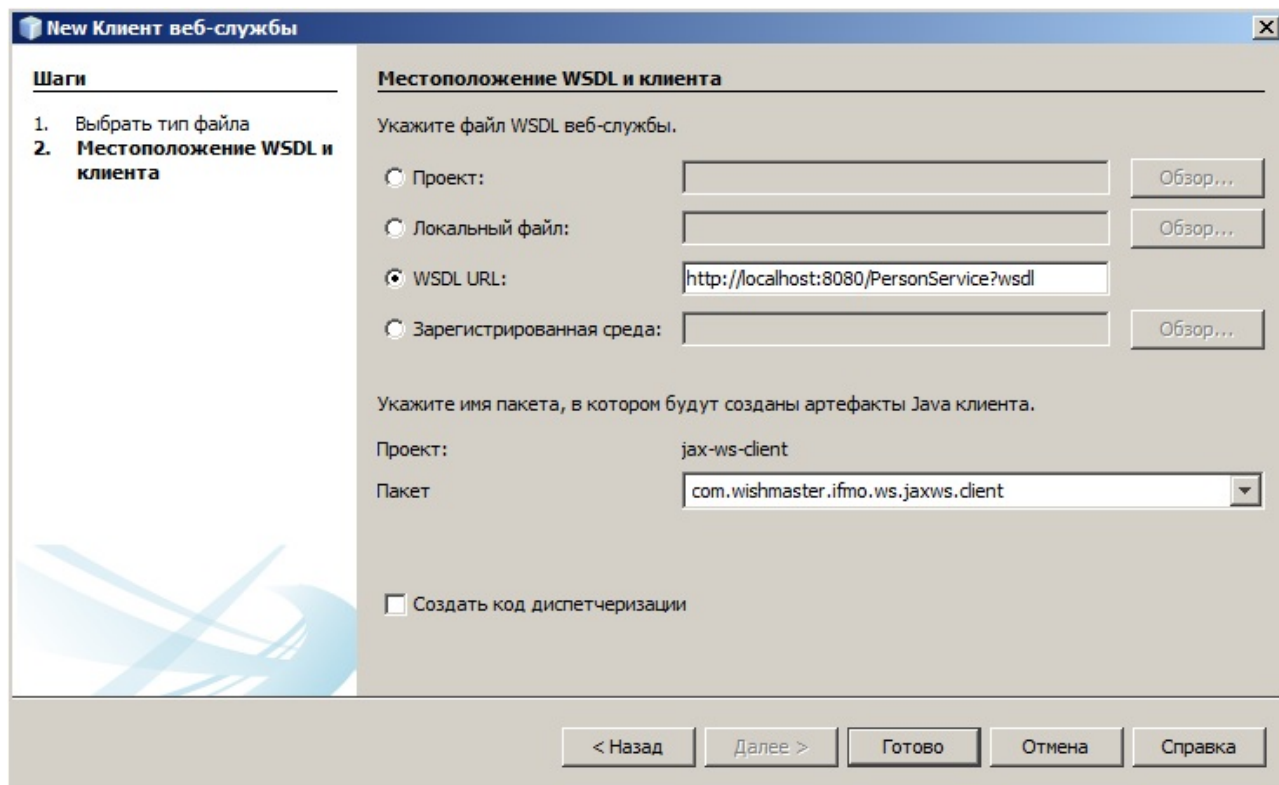 New Клиент веб-службы
Шаги
1. Выбрать тип файла
2. Местоположение WSDL и
клиента
Местоположение WSDL и клиента
Укажите файл WSDL веб-службы.
Проект:
Обзор...
Локальный файл:
Обзор...
WSDL URL:
http://localhost:8080/PersonService?wsdl
Зарегистрированная среда:
Обзор...
Укажите имя пакета, в котором будут созданы артефакты Java клиента.
Проект:
jax-ws-client
Пакет
com.wishmaster.ifmo.ws.jaxws.client
Создать код диспетчеризации
< Назад
Далее >
Готово
Отмена
Справка